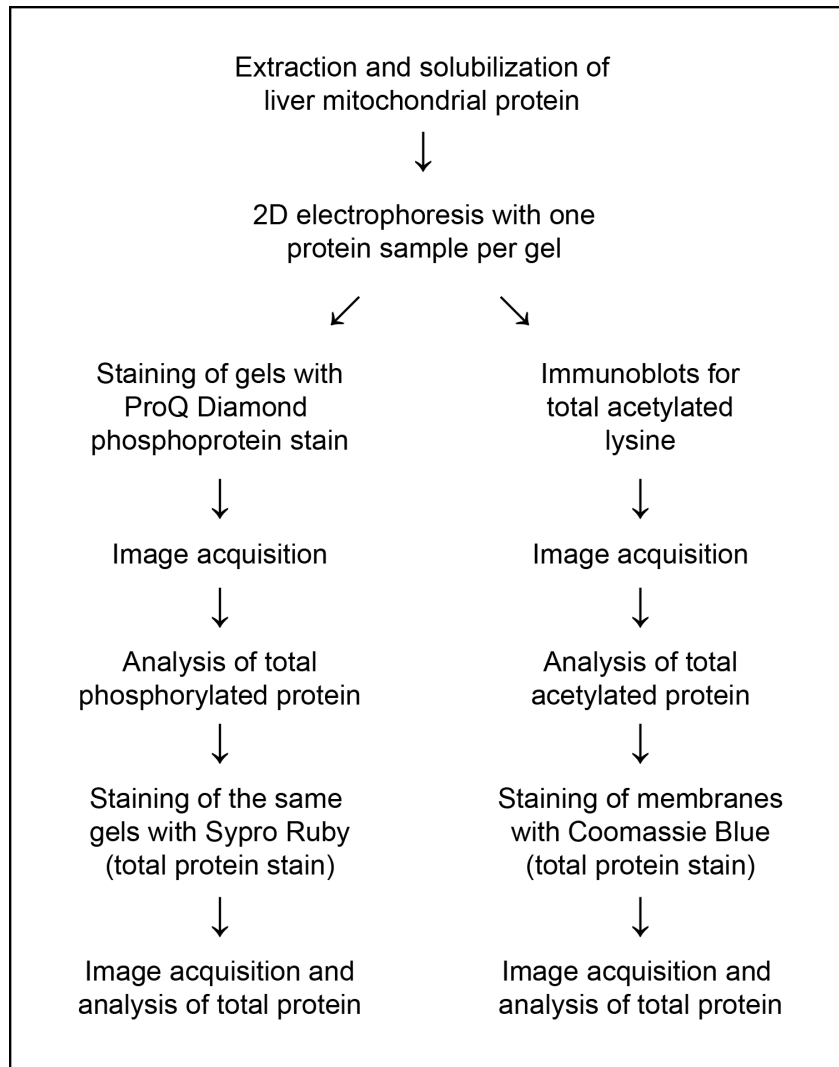 Extraction and solubilization of
liver mitochondrial protein
2D electrophoresis with one
protein sample per gel
Staining of gels with
ProQ Diamond
phosphoprotein stain
Image acquisition
Analysis of total
phosphorylated protein
Staining of the same
gels with Sypro Ruby
(total protein stain)
Image acquisition and
analysis of total protein
Immunoblots for
total acetylated
lysine
Image acquisition
Analysis of total
acetylated protein
Staining of membranes
with Coomassie Blue
(total protein stain)
Image acquisition and
analysis of total protein